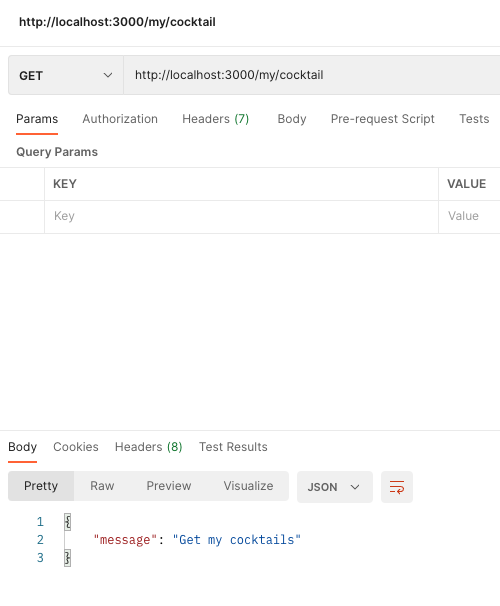 http://localhost:3000/my/cocktail
GET http://localhost:3000/my/cocktail
Params Authorization Headers (7) Body Pre-request Script Tests
Query Params
KEY VALUE
Key Value
Body Cookies Headers (8) Test Results
Pretty Raw Preview Visualize JSON
1 {
2 "message": "Get my cocktails"
3 }